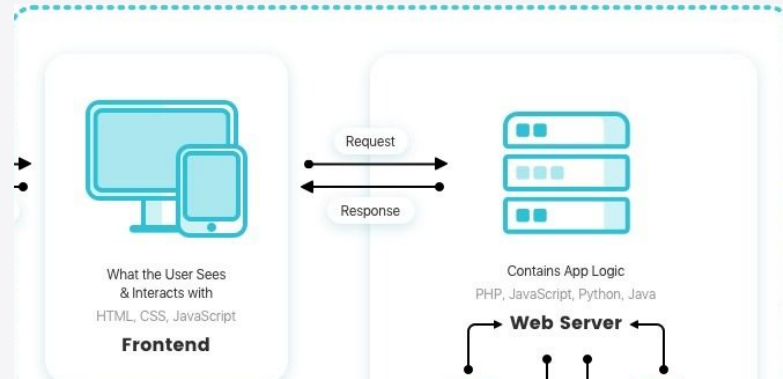 Request
Response
What the User Sees
& Interacts with
HTML, CSS, JavaScript
Frontend
Contains App Logic
PHP, JavaScript, Python, Java
Web Server